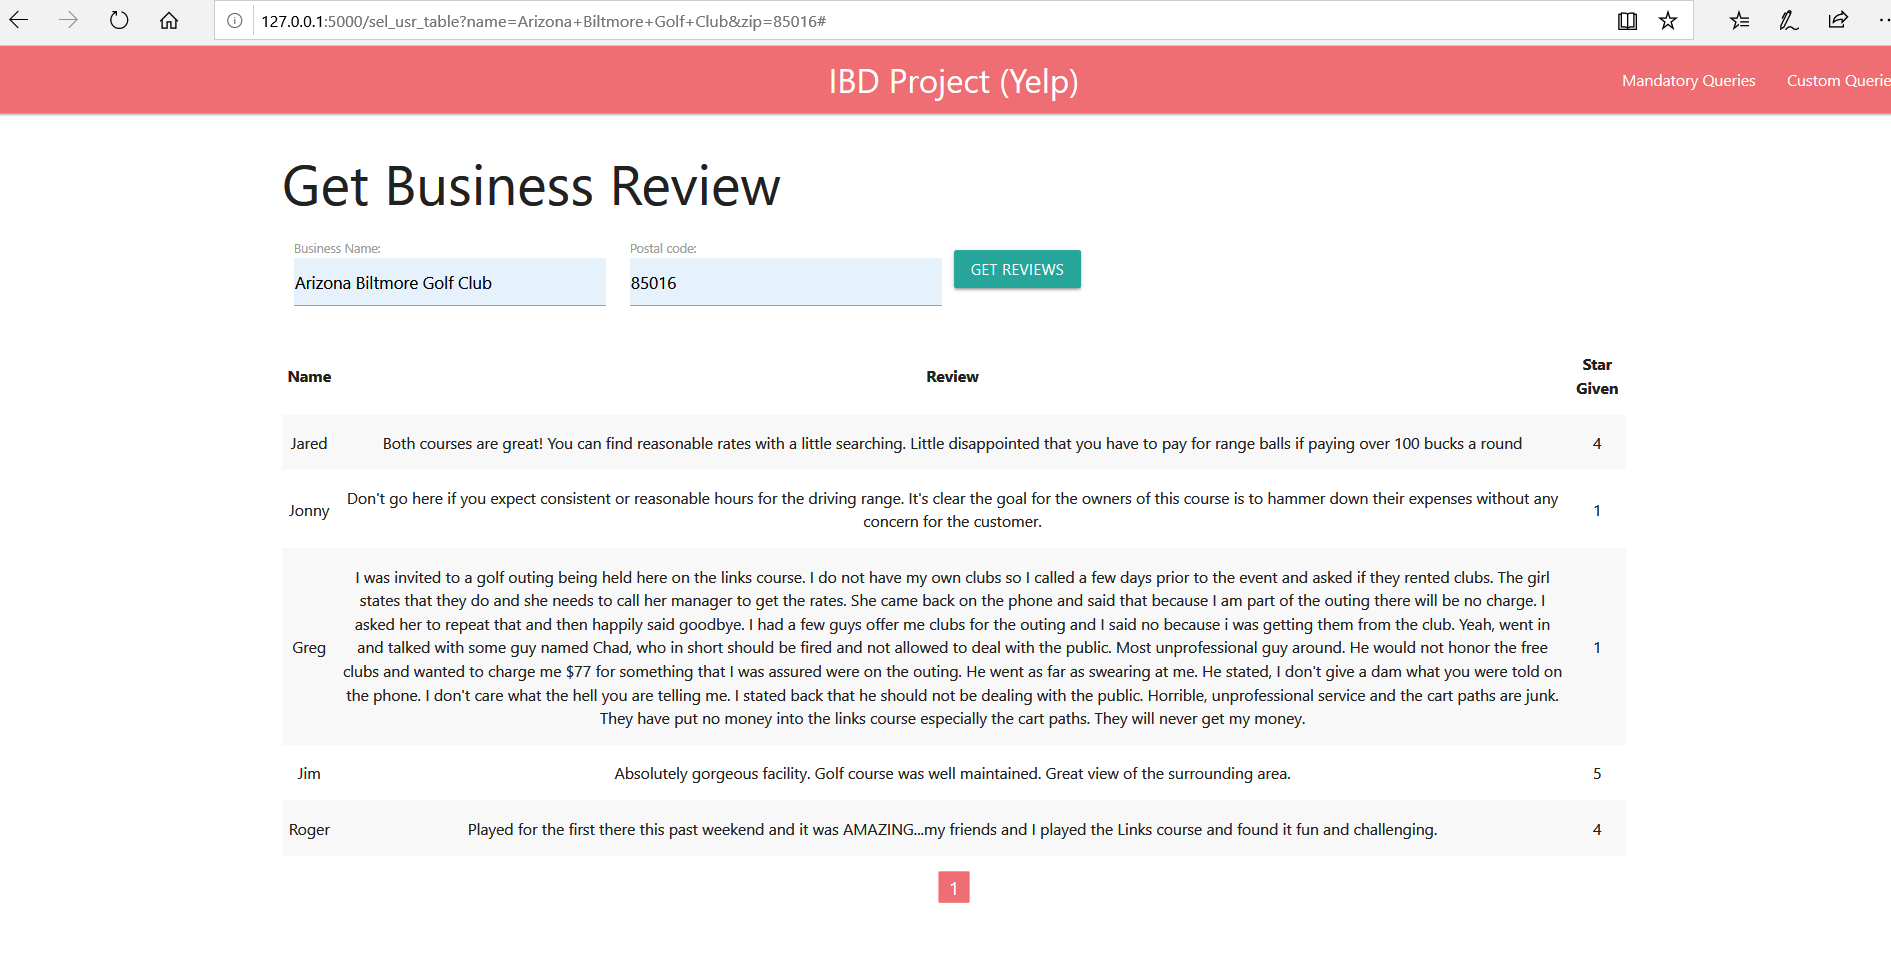 127.0.0.1:5000/sel_usr_table?name=Arizona+Biltmore+Golf+Club&zip=85016#
IBD Project (Yelp)
Mandatory Queries
Custom Querie
Get Business Review
Business Name:
Postal code:
Arizona Biltmore Golf Club
85016
GET REVIEWS
Name
Review
Star
Given
Jared
Both courses are great! You can find reasonable rates with a little searching. Little disappointed that you have to pay for range balls if paying over 100 bucks a round
4
Jonny
Don't go here if you expect consistent or reasonable hours for the driving range. It's clear the goal for the owners of this course is to hammer down their expenses without any
concern for the customer.
1
Greg
I was invited to a golf outing being held here on the links course. I do not have my own clubs so I called a few days prior to the event and asked if they rented clubs. The girl
states that they do and she needs to call her manager to get the rates. She came back on the phone and said that because I am part of the outing there will be no charge. I
asked her to repeat that and then happily said goodbye. I had a few guys offer me clubs for the outing and I said no because i was getting them from the club. Yeah, went in
and talked with some guy named Chad, who in short should be fired and not allowed to deal with the public. Most unprofessional guy around. He would not honor the free
clubs and wanted to charge me $77 for something that I was assured were on the outing. He went as far as swearing at me. He stated, I don't give a dam what you were told on
the phone. I don't care what the hell you are telling me. I stated back that he should not be dealing with the public. Horrible, unprofessional service and the cart paths are junk.
They have put no money into the links course especially the cart paths. They will never get my money.
1
Jim
Absolutely gorgeous facility. Golf course was well maintained. Great view of the surrounding area.
5
Roger
Played for the first there this past weekend and it was AMAZING...my friends and I played the Links course and found it fun and challenging.
4
1